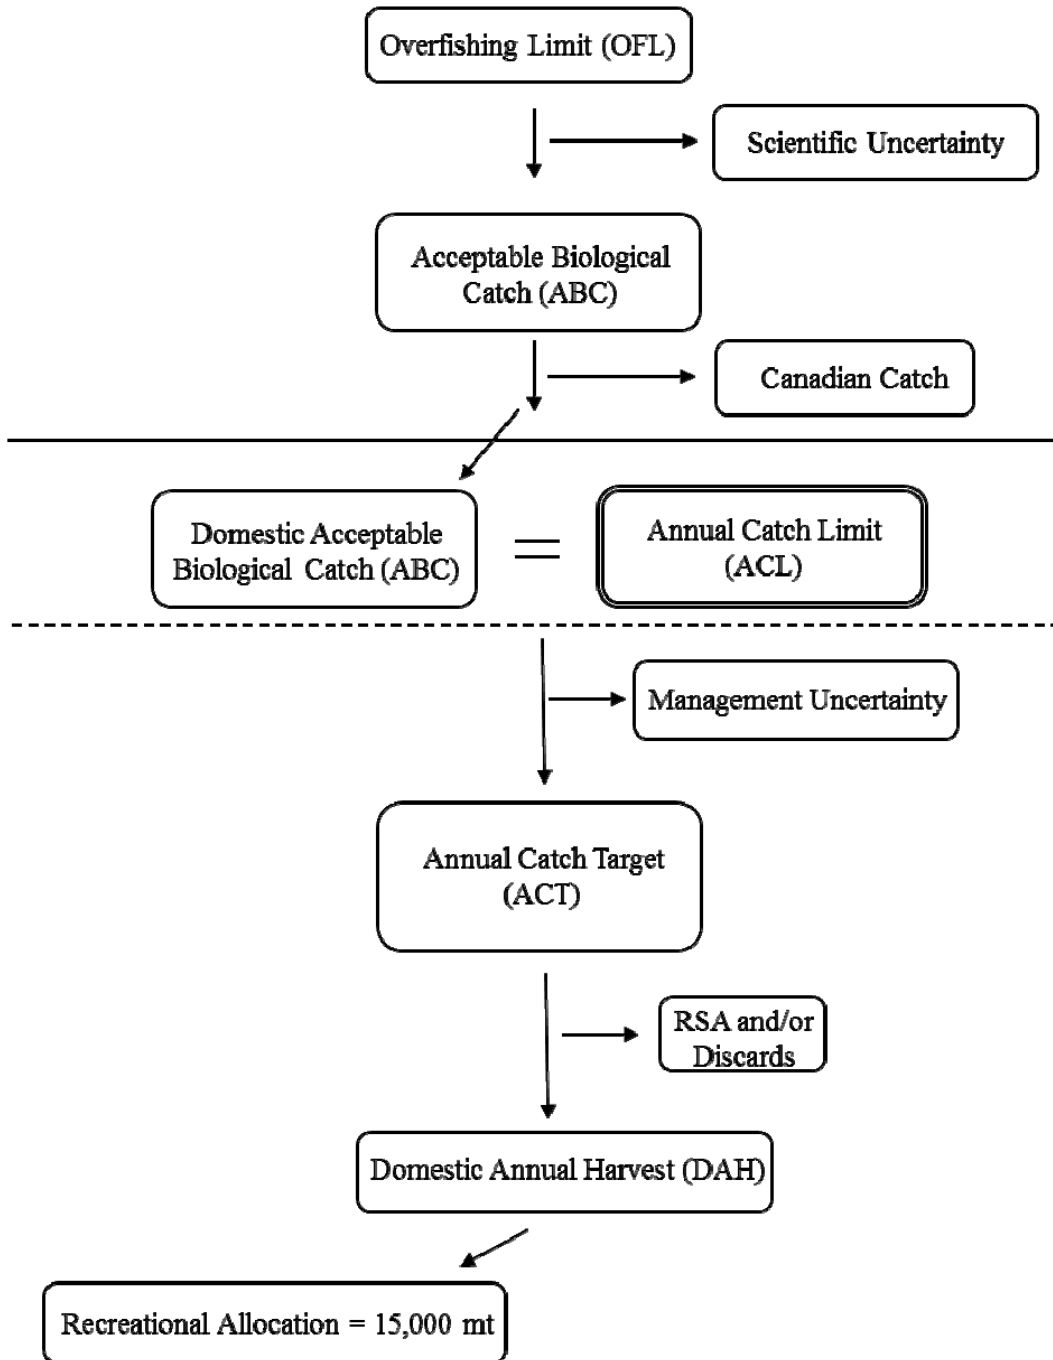 Overfishing Limit (OFL)
Scientific Uncertainty
Acceptable Biological
Catch (ABC)
Canadian Catch
Domestic Acceptable
Biological Catch (ABC)
=
Annual Catch Limit
(ACL)
Management Uncertainty
Annual Catch Target
(ACT)
RSA and/or
Discards
Domestic Annual Harvest (DAH)
Recreational Allocation = 15,000 mt